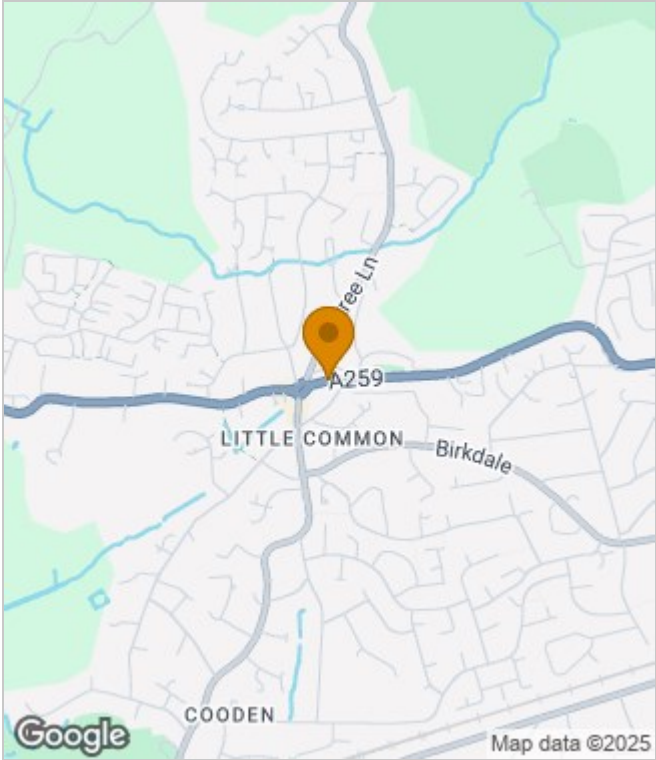 ree Ln
A259
LITTLE COMMON
Birkdale
COODEN
Google
Map data ©2025